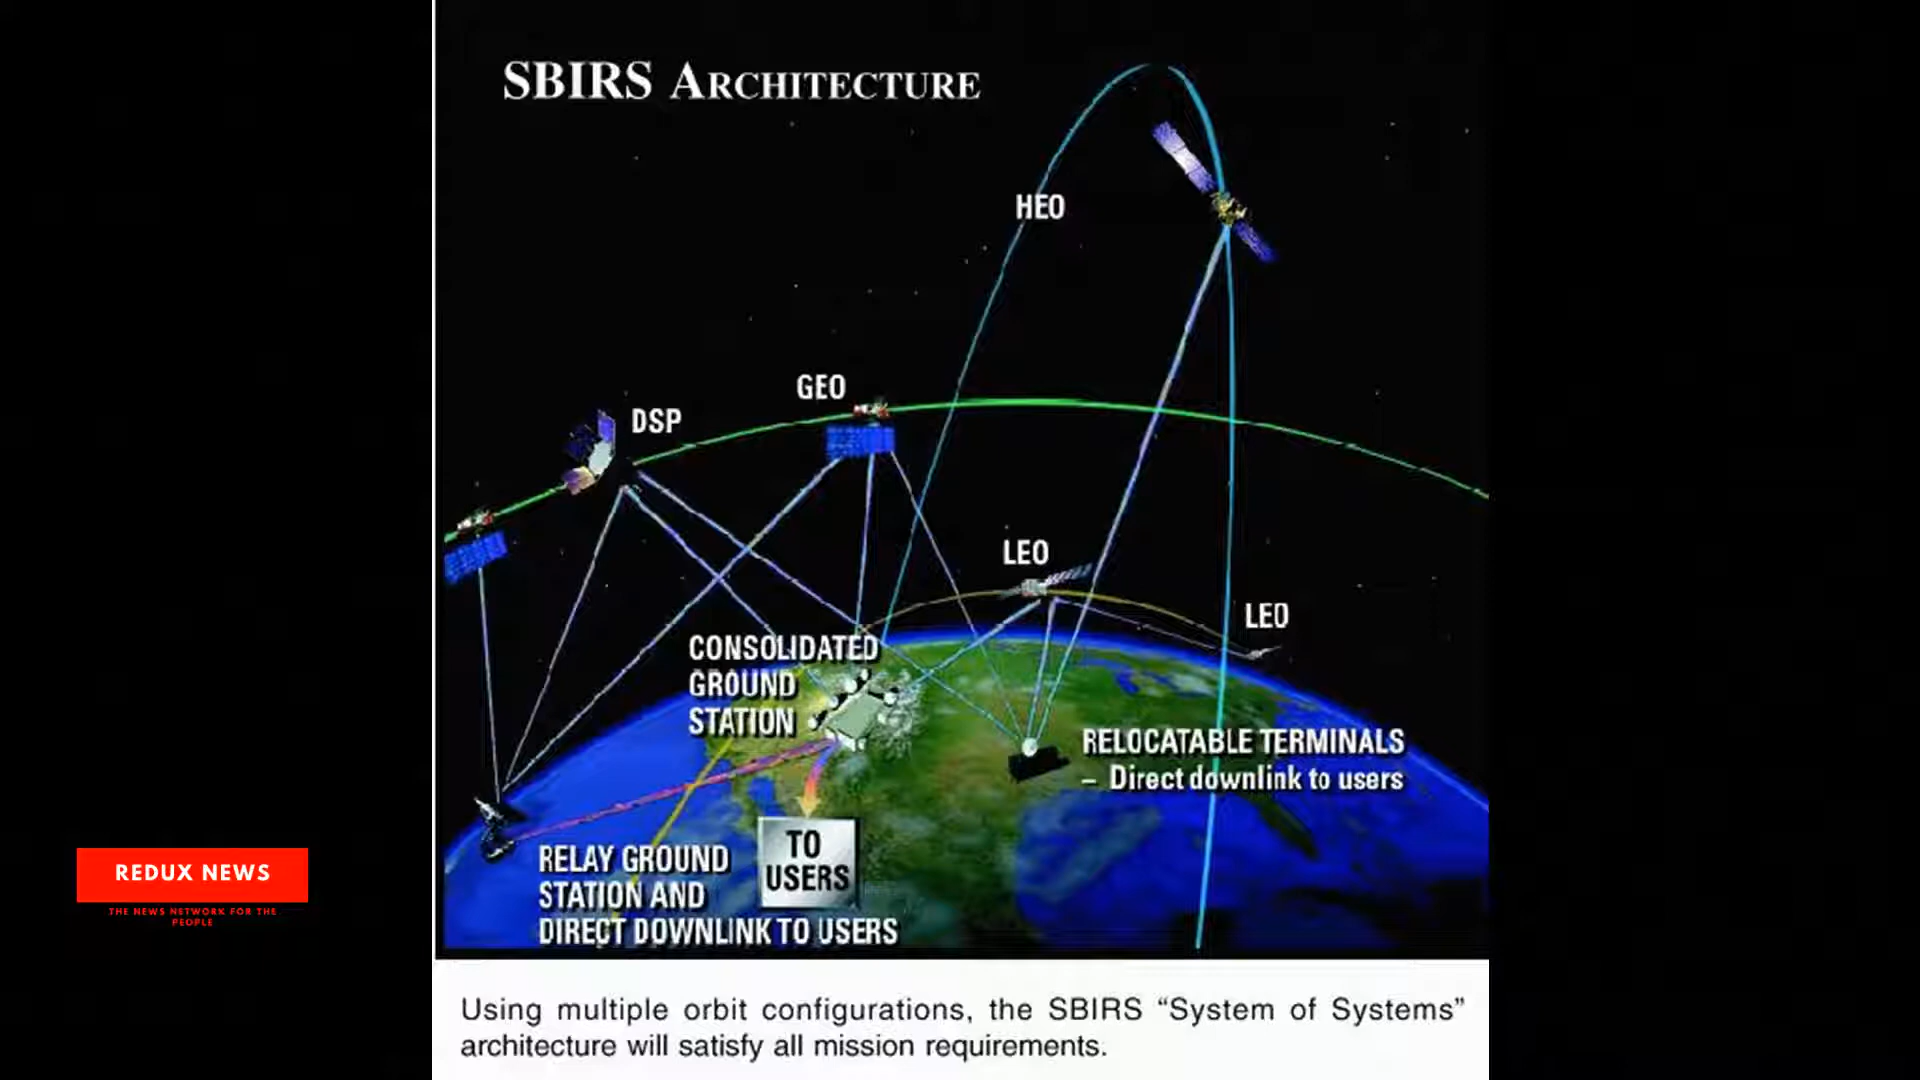 SBIRS ARCHITECTURE
HEO
GEO
DSP
LEO
LEO
CONSOLIDATED
GROUND
STATION
RELOCATABLE TERMINALS
– Direct downlink to users
TO
USERS
RELAY GROUND
STATION AND
DIRECT DOWNLINK TO USERS
REDUX NEWS
THE NEWS NETWORK FOR THE
PEOPLE
Using multiple orbit configurations, the SBIRS “System of Systems”
architecture will satisfy all mission requirements.